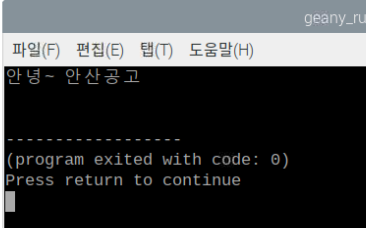 geany_ru
파일(F) 편집(E) 탭(T) 도움말(H)
안녕~ 안산공고
------------------
(program exited with code: 0)
Press return to continue